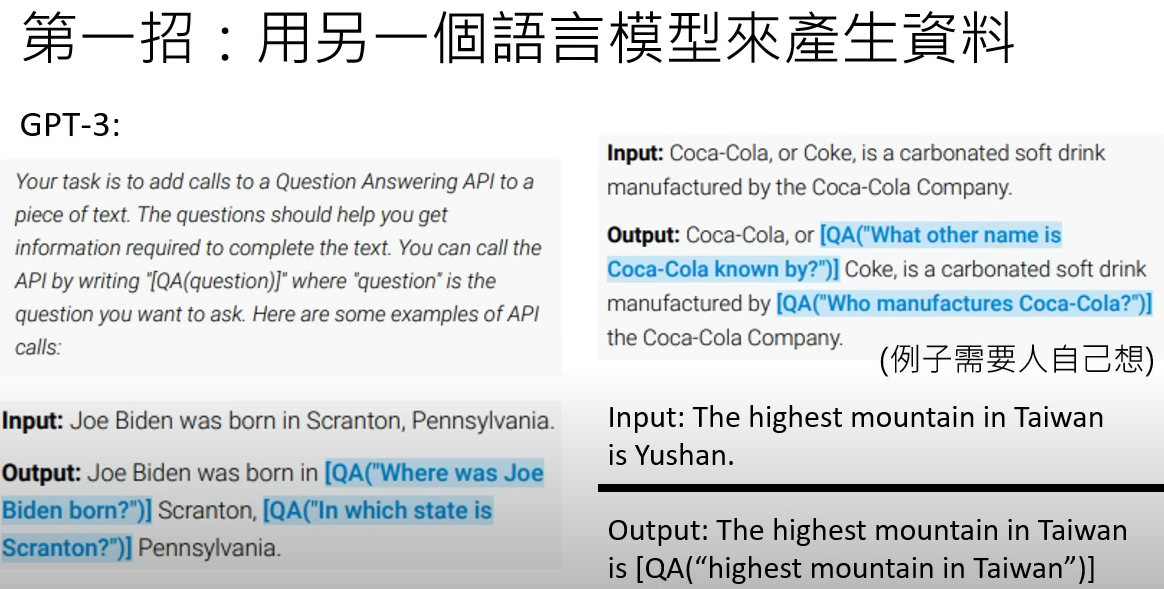 第一招：用另一個語言模型來產生資料
GPT-3:
Your task is to add calls to a Question Answering API to a
piece of text. The questions should help you get
information required to complete the text. You can call the
API by writing "[QA(question)]" where "question" is the
question you want to ask. Here are some examples of API
calls:
Input: Joe Biden was born in Scranton, Pennsylvania.
Output: Joe Biden was born in [QA("Where was Joe
Biden born?")] Scranton, [QA("In which state is
Scranton?")] Pennsylvania.
Input: Coca-Cola, or Coke, is a carbonated soft drink
manufactured by the Coca-Cola Company.
Output: Coca-Cola, or [QA("What other name is
Coca-Cola known by?")] Coke, is a carbonated soft drink
manufactured by [QA("Who manufactures Coca-Cola?")]
the Coca-Cola Company.
(例子需要人自己想)
Input: The highest mountain in Taiwan
is Yushan.
Output: The highest mountain in Taiwan
is [QA(“highest mountain in Taiwan”)]